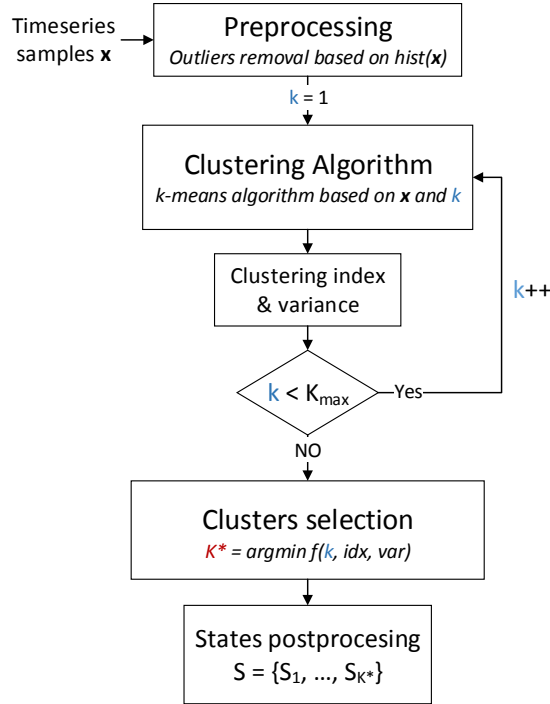 Timeseries
samples x
Preprocessing
Outliers removal based on hist(x)
k = 1
Clustering Algorithm
k-means algorithm based on x and k
Clustering index
& variance
k++
k < Kmax
Yes
NO
Clusters selection
K* = argmin f(k, idx, var)
States postprocesing
S = {S1, ..., SK*}